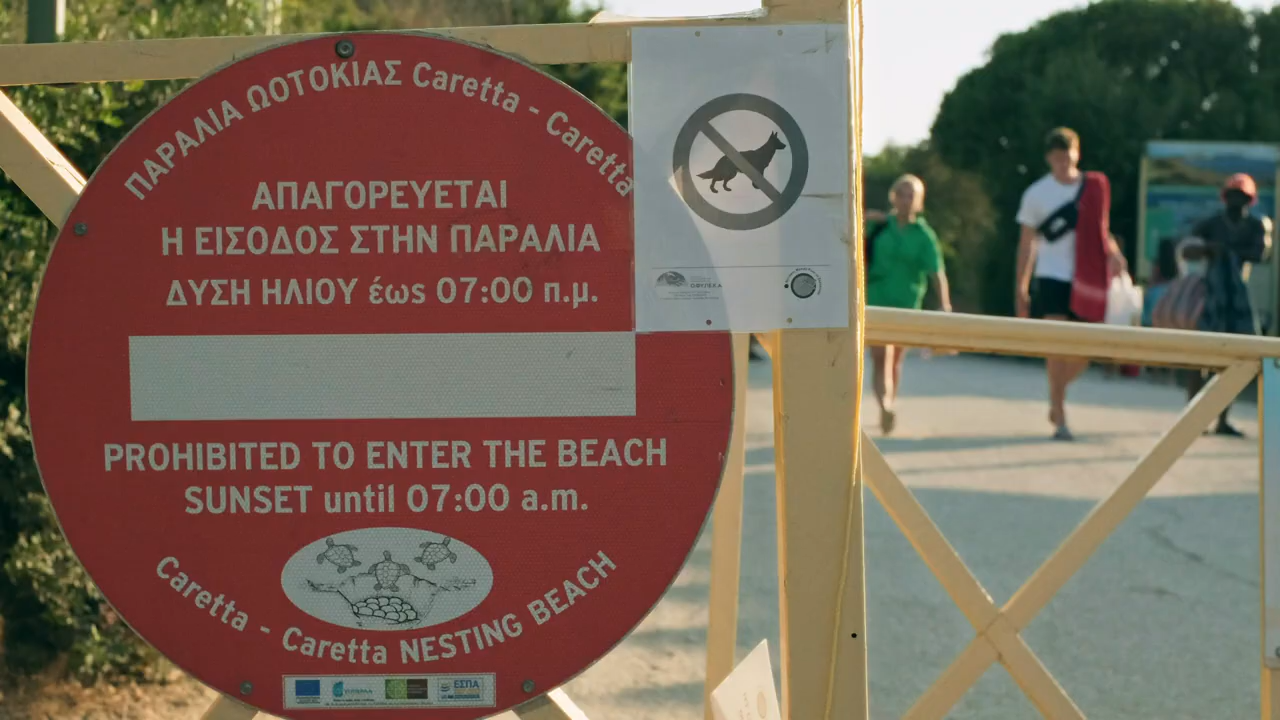 ΠΑΡΑΛΙΑ ΩΟΤΟΚΙΑΣ Caretta - Caretta
ΑΠΑΓΟΡΕΥΕΤΑΙ
Η ΕΙΣΟΔΟΣ ΣΤΗΝ ΠΑΡΑΛΙΑ
ΔΥΣΗ ΗΛΙΟΥ έως 07:00 π.μ.
PROHIBITED TO ENTER THE BEACH
SUNSET until 07:00 a.m.
Caretta - Caretta NESTING BEACH
ΕΣΠΑ